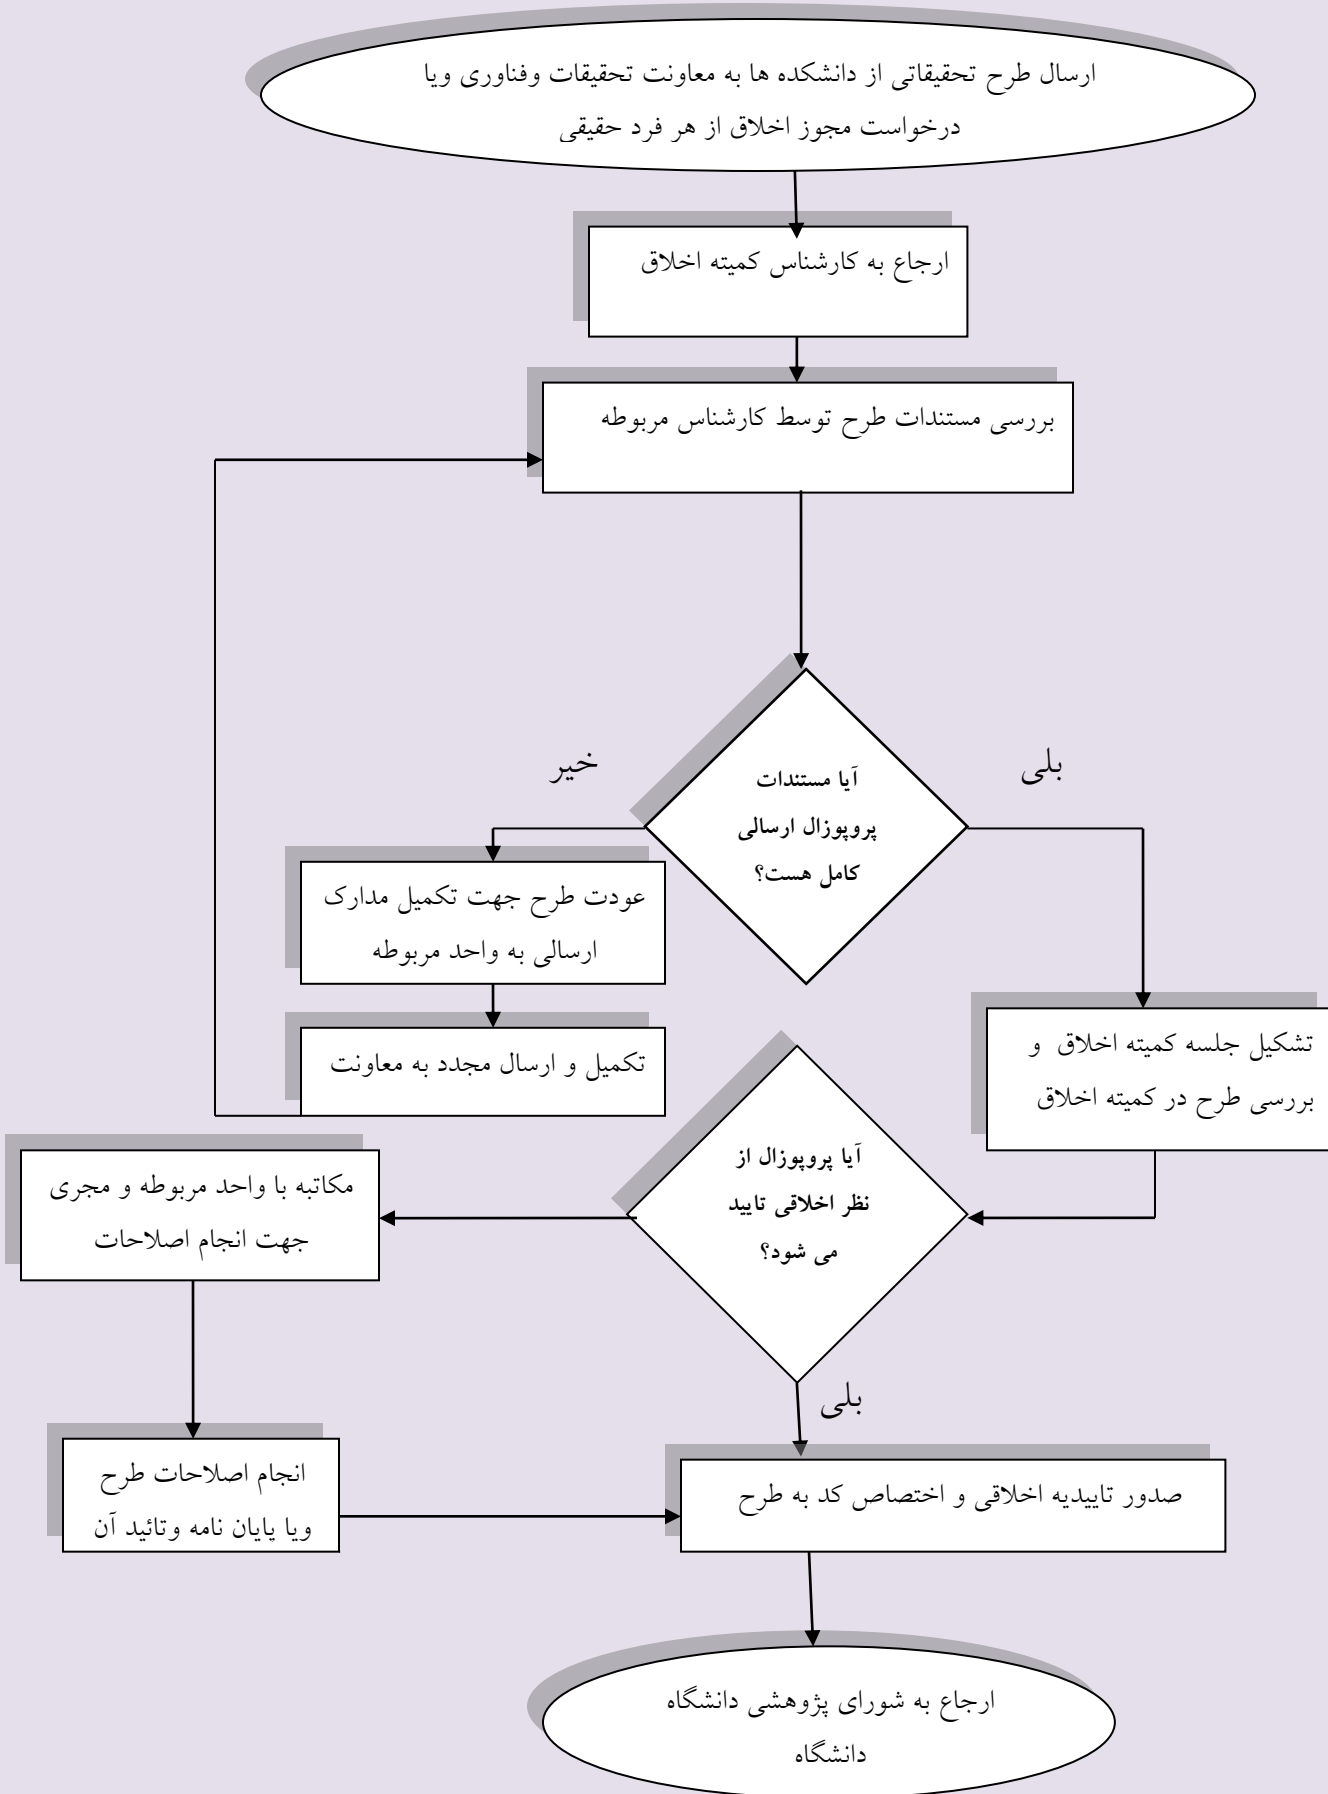 ارسال طرح تحقیقاتی از دانشکده ها به معاونت تحقیقات وفناوری ویا
درخواست مجوز اخلاق از هر فرد حقیقی
ارجاع به کارشناس کمیته اخلاق
بررسی مستندات طرح توسط کارشناس مربوطه
بلی
خیر
آیا مستندات
پروپوزال ارسالی
کامل هست؟
عودت طرح جهت تکمیل مدارک
ارسالی به واحد مربوطه
تکمیل و ارسال مجدد به معاونت
تشکیل جلسه کمیته اخلاق و
بررسی طرح در کمیته اخلاق
آیا پروپوزال از
نظر اخلاقی تایید
می شود؟
مکاتبه با واحد مربوطه و مجری
جهت انجام اصلاحات
بلی
انجام اصلاحات طرح
ویا پایان نامه وتائید آن
صدور تاییدیه اخلاقی و اختصاص کد به طرح
ارجاع به شورای پژوهشی دانشگاه
دانشگاه